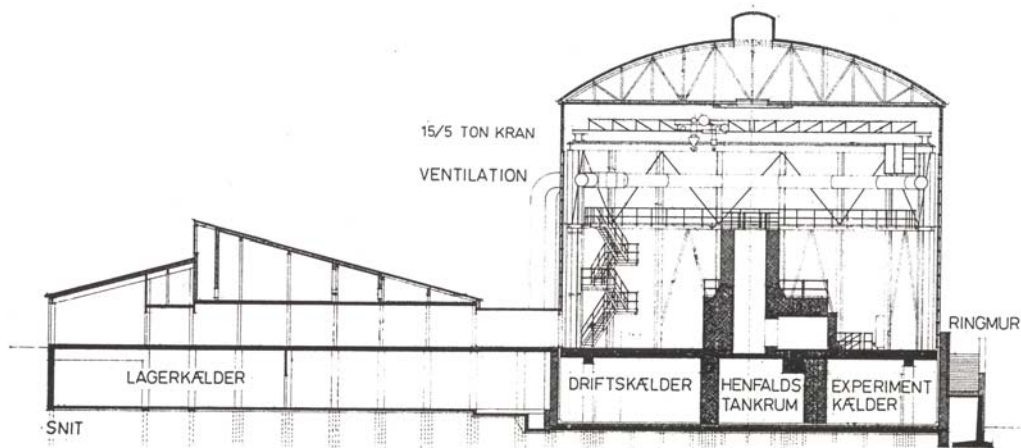 15/5 TON KRAN
VENTILATION
RINGMUR
LAGERKÆLDER
DRIFTSKÆLDER
HENFALDS
TANKRUM
EXPERIMENT
KÆLDER
SNIT